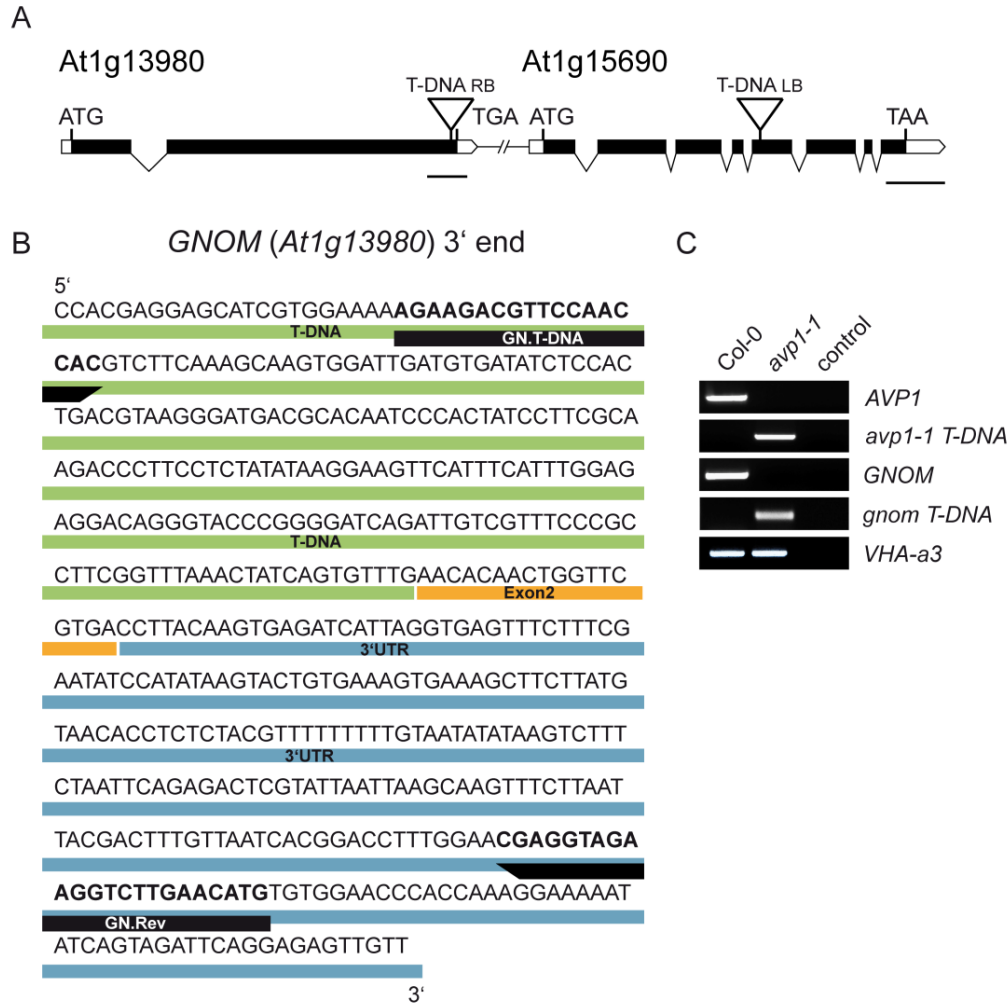 A
At1g13980
At1g15690
T-DNA RB
T-DNA LB
ATG
TGA
ATG
TAA
//
B
GNOM (At1g13980) 3‘ end
5‘
CCACGAGGAGCATCGTGGAAAAAGAAGACGTTCCAAC
T-DNA
GN.T-DNA
CACGTCTTCAAAGCAAGTGGATTGATGTGATATCTCCAC
TGACGTAAGGGATGACGCACAATCCCACTATCCTTCGCA
AGACCCTTCCTCTATATAAGGAAGTTCATTTCATTTGGAG
AGGACAGGGTACCCGGGGATCAGATTGTCGTTTCCCGC
T-DNA
CTTCGGTTTAAACTATCAGTGTTTGAACACAACTGGTTC
Exon2
GTGACCTTACAAGTGAGATCATTAGGTGAGTTTCTTTCG
3‘UTR
AATATCCATATAAGTACTGTGAAAGTGAAAGCTTCTTATG
TAACACCTCTCTACGTTTTTTTTTGTAATATATAAGTCTTT
3‘UTR
CTAATTCAGAGACTCGTATTAATTAAGCAAGTTTCTTAAT
TACGACTTTGTTAATCACGGACCTTTGGAACGAGGTAGA
AGGTCTTGAACATGTGTGGAACCCACCAAAGGAAAAAT
GN.Rev
ATCAGTAGATTCAGGAGAGTTGTT
3‘
C
Col-0
avp1-1
control
AVP1
avp1-1 T-DNA
GNOM
gnom T-DNA
VHA-a3